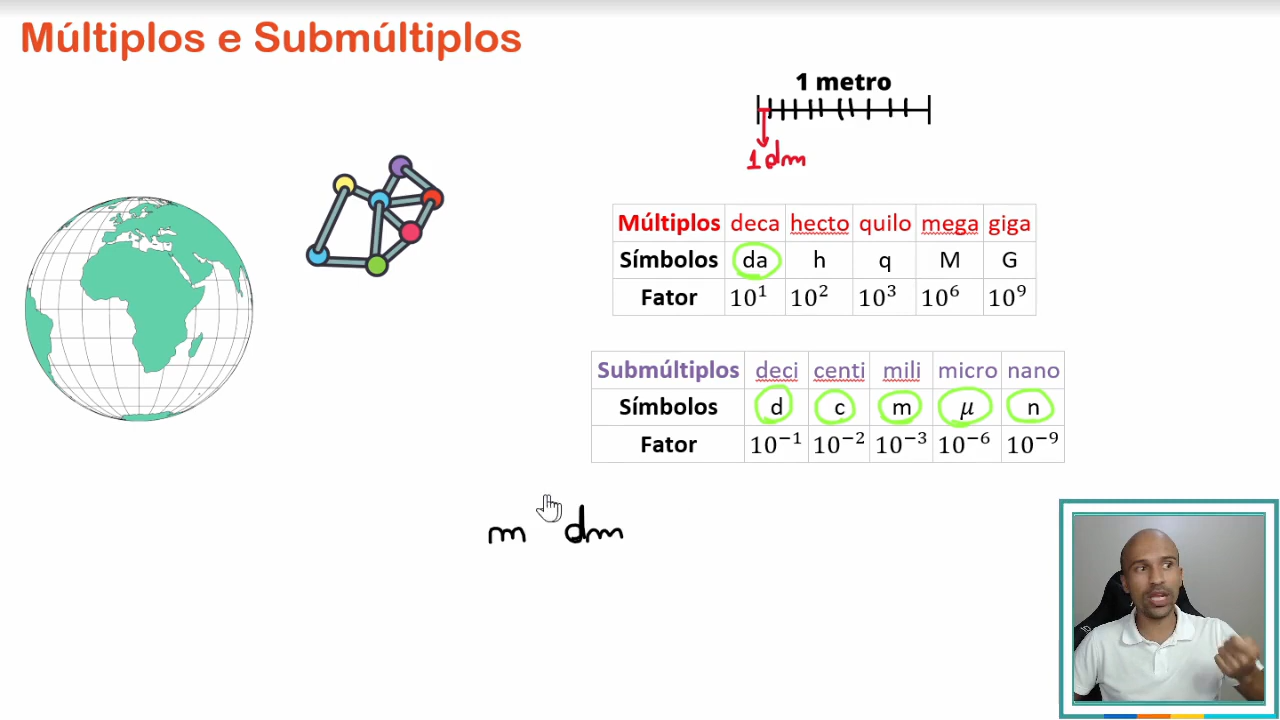 Múltiplos e Submúltiplos
1 metro
1dm
Múltiplos deca hecto quilo mega giga
Símbolos da h q M G
Fator 10¹ 10² 10³ 10⁶ 10⁹
Submúltiplos deci centi mili micro nano
Símbolos d c m μ n
Fator 10⁻¹ 10⁻² 10⁻³ 10⁻⁶ 10⁻⁹
m dm